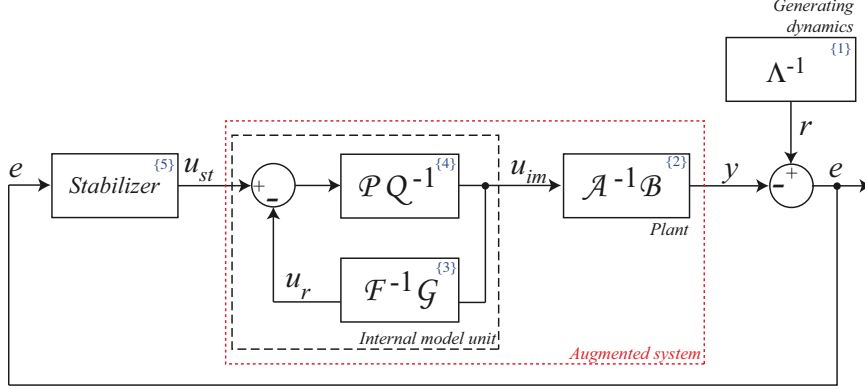 Generating
dynamics
{1}
Λ⁻¹
r
e
{5}
Stabilizer
u_st
+
-
{4}
𝒫 𝒬⁻¹
u_im
{2}
𝒜⁻¹ℬ
Plant
y
+
-
e
u_r
{3}
ℱ⁻¹𝒢
Internal model unit
Augmented system